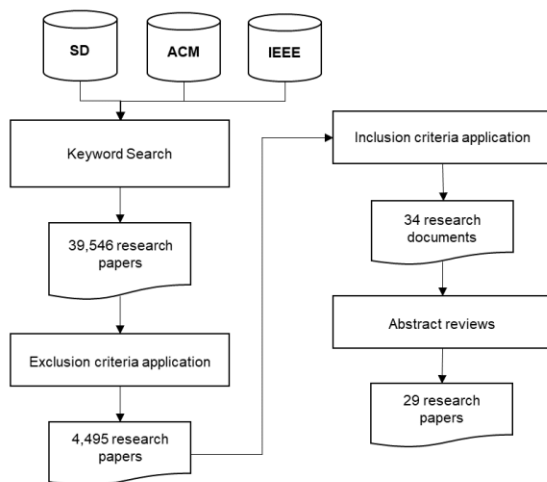 SD
ACM
IEEE
Keyword Search
39,546 research
papers
Exclusion criteria application
4,495 research
papers
Inclusion criteria application
34 research
documents
Abstract reviews
29 research
papers